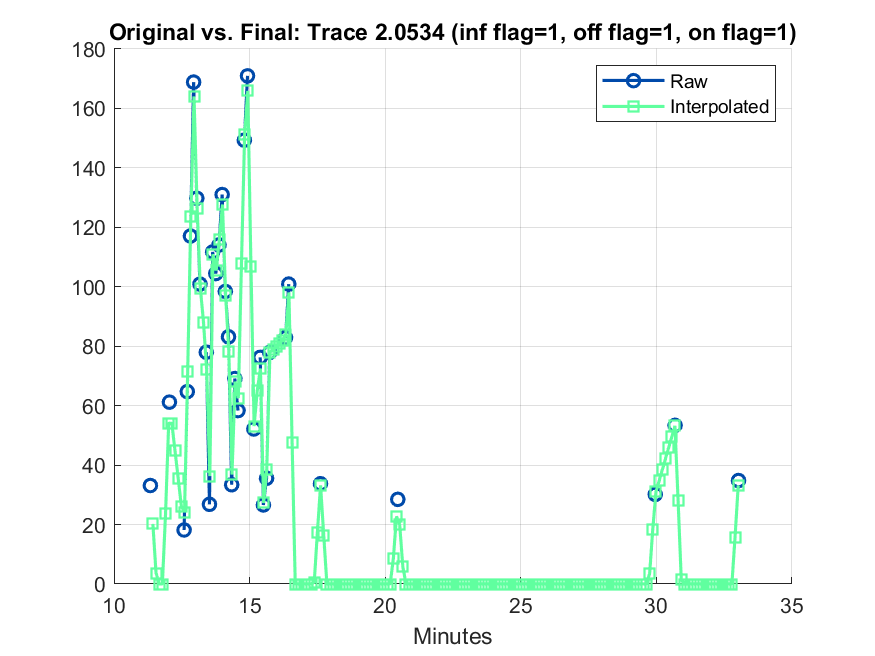 Original vs. Final: Trace 2.0534 (inf flag=1, off flag=1, on flag=1)
180
160
140
120
100
80
60
40
20
0
Raw
Interpolated
10 15 20 25 30 35
Minutes